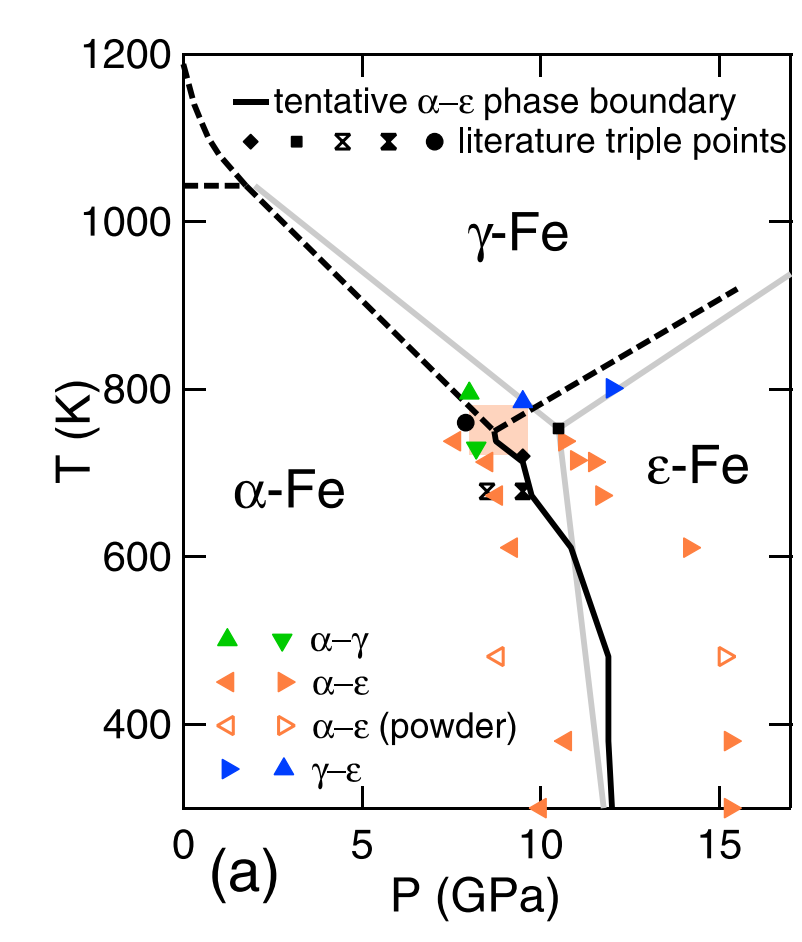 1200
tentative α–ε phase boundary
literature triple points
1000
γ-Fe
800
T (K)
α-Fe
ε-Fe
600
α–γ
α–ε
α–ε (powder)
γ–ε
400
0 5 10 15
(a)
P (GPa)